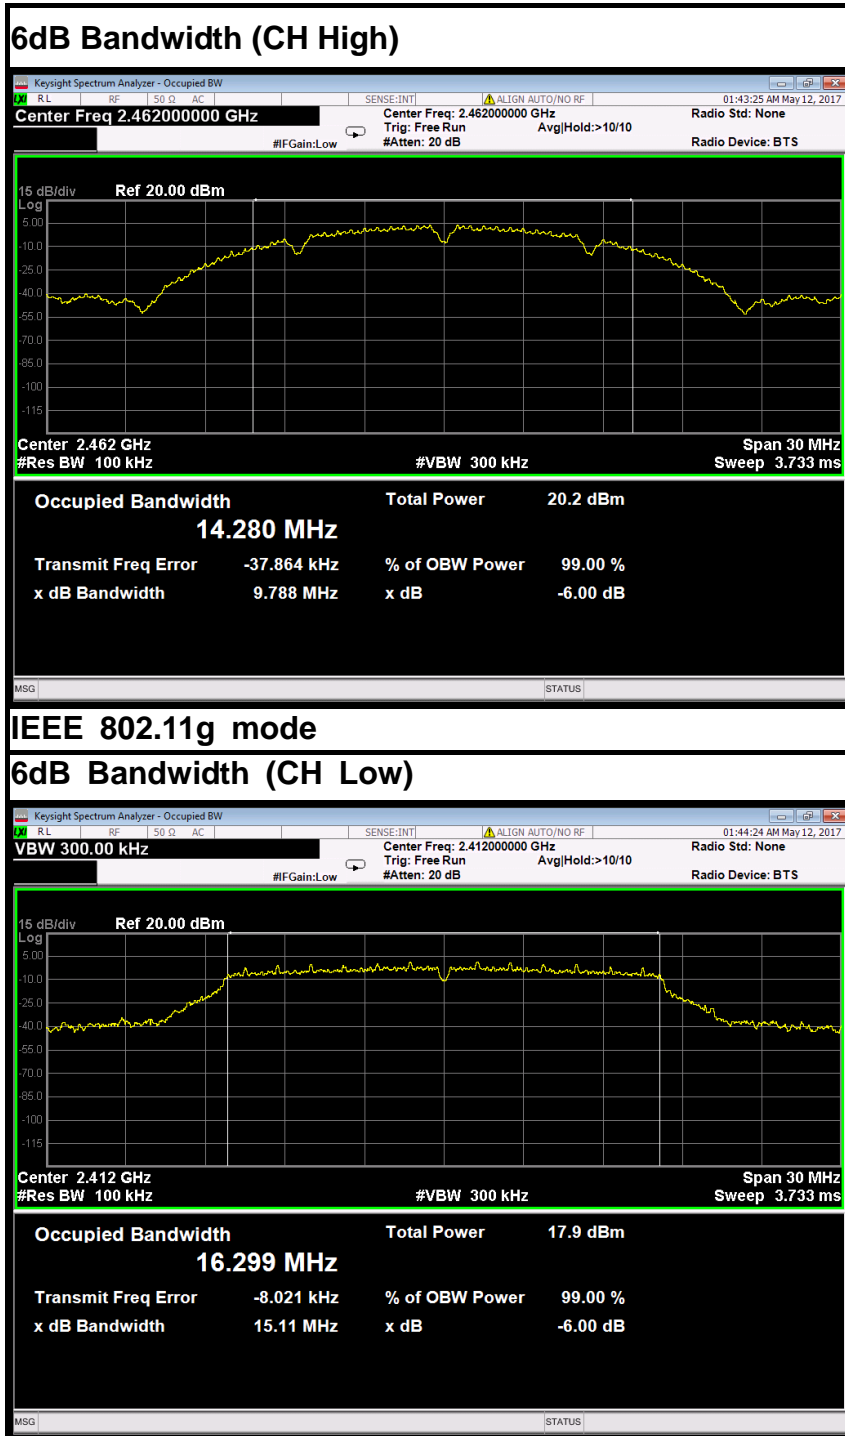 6dB Bandwidth (CH High)
Keysight Spectrum Analyzer - Occupied BW
LXI RL RF 50 Ω AC SENSE:INT ALIGN AUTO/NO RF 01:43:25 AM May 12, 2017
Center Freq 2.462000000 GHz Center Freq: 2.462000000 GHz Radio Std: None
Trig: Free Run Avg|Hold:>10/10
#IFGain:Low #Atten: 20 dB Radio Device: BTS
15 dB/div Ref 20.00 dBm
Log
5.00
-10.0
-25.0
-40.0
-55.0
-70.0
-85.0
-100
-115
Center 2.462 GHz Span 30 MHz
#Res BW 100 kHz #VBW 300 kHz Sweep 3.733 ms
Occupied Bandwidth Total Power 20.2 dBm
14.280 MHz
Transmit Freq Error -37.864 kHz % of OBW Power 99.00 %
x dB Bandwidth 9.788 MHz x dB -6.00 dB
MSG STATUS
IEEE 802.11g mode
6dB Bandwidth (CH Low)
Keysight Spectrum Analyzer - Occupied BW
LXI RL RF 50 Ω AC SENSE:INT ALIGN AUTO/NO RF 01:44:24 AM May 12, 2017
VBW 300.00 kHz Center Freq: 2.412000000 GHz Radio Std: None
Trig: Free Run Avg|Hold:>10/10
#IFGain:Low #Atten: 20 dB Radio Device: BTS
15 dB/div Ref 20.00 dBm
Log
5.00
-10.0
-25.0
-40.0
-55.0
-70.0
-85.0
-100
-115
Center 2.412 GHz Span 30 MHz
#Res BW 100 kHz #VBW 300 kHz Sweep 3.733 ms
Occupied Bandwidth Total Power 17.9 dBm
16.299 MHz
Transmit Freq Error -8.021 kHz % of OBW Power 99.00 %
x dB Bandwidth 15.11 MHz x dB -6.00 dB
MSG STATUS